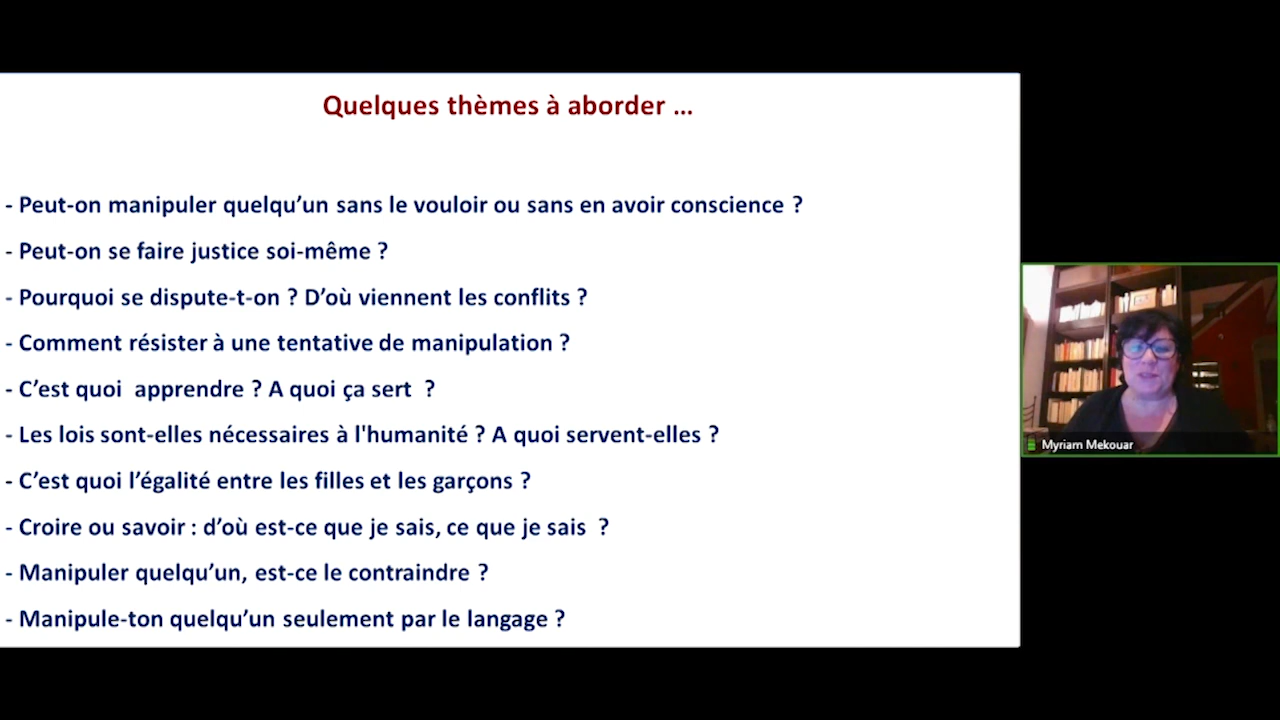 Quelques thèmes à aborder ...
- Peut-on manipuler quelqu’un sans le vouloir ou sans en avoir conscience ?
- Peut-on se faire justice soi-même ?
- Pourquoi se dispute-t-on ? D’où viennent les conflits ?
- Comment résister à une tentative de manipulation ?
- C’est quoi  apprendre ? A quoi ça sert  ?
- Les lois sont-elles nécessaires à l'humanité ? A quoi servent-elles ?
- C’est quoi l’égalité entre les filles et les garçons ?
- Croire ou savoir : d’où est-ce que je sais, ce que je sais  ?
- Manipuler quelqu’un, est-ce le contraindre ?
- Manipule-ton quelqu’un seulement par le langage ?
Myriam Mekouar